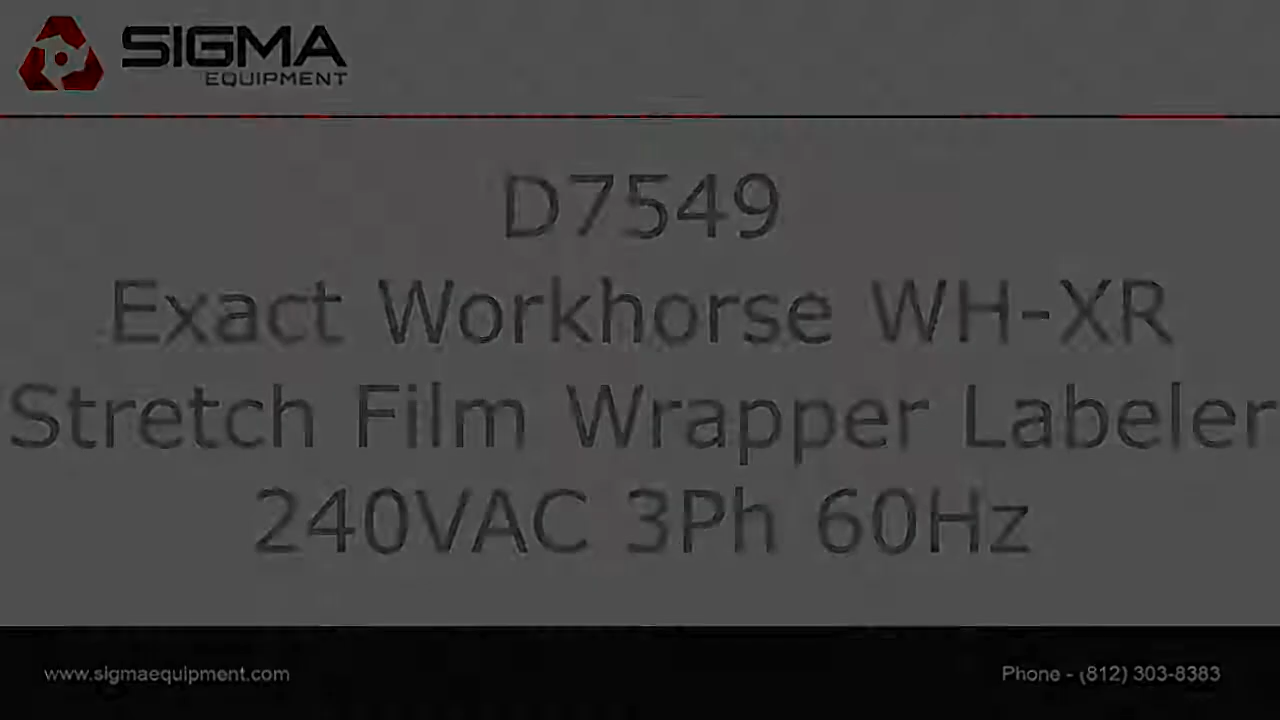 SIGMA
EQUIPMENT
D7549
Exact Workhorse WH-XR
Stretch Film Wrapper Labeler
240VAC 3Ph 60Hz
www.sigmaequipment.com
Phone - (812) 303-8383